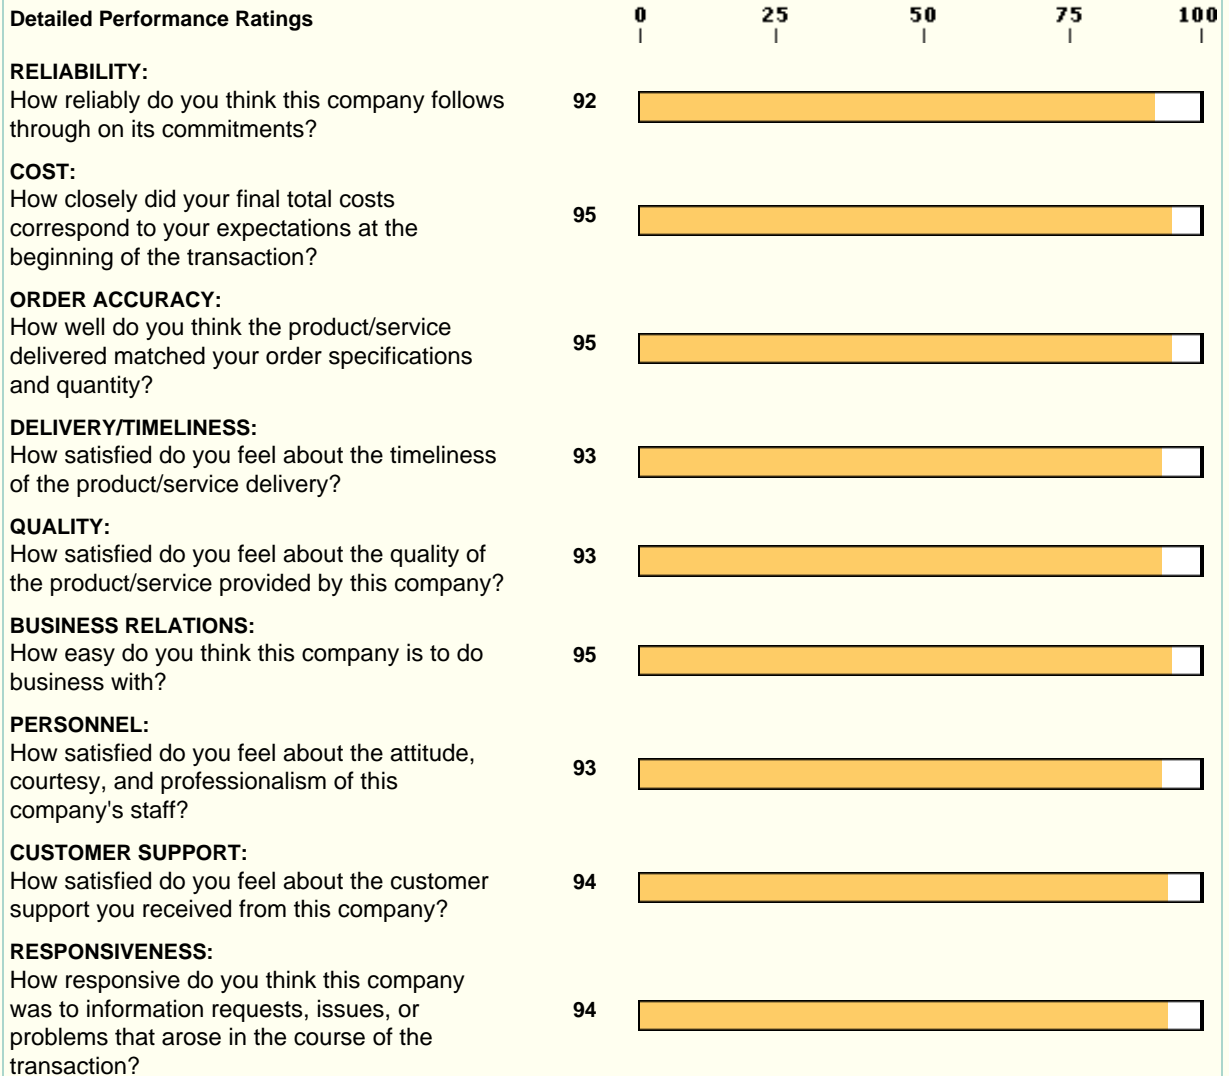 Detailed Performance Ratings
0 25 50 75 100
RELIABILITY:
How reliably do you think this company follows
through on its commitments?
92
COST:
How closely did your final total costs
correspond to your expectations at the
beginning of the transaction?
95
ORDER ACCURACY:
How well do you think the product/service
delivered matched your order specifications
and quantity?
95
DELIVERY/TIMELINESS:
How satisfied do you feel about the timeliness
of the product/service delivery?
93
QUALITY:
How satisfied do you feel about the quality of
the product/service provided by this company?
93
BUSINESS RELATIONS:
How easy do you think this company is to do
business with?
95
PERSONNEL:
How satisfied do you feel about the attitude,
courtesy, and professionalism of this
company's staff?
93
CUSTOMER SUPPORT:
How satisfied do you feel about the customer
support you received from this company?
94
RESPONSIVENESS:
How responsive do you think this company
was to information requests, issues, or
problems that arose in the course of the
transaction?
94